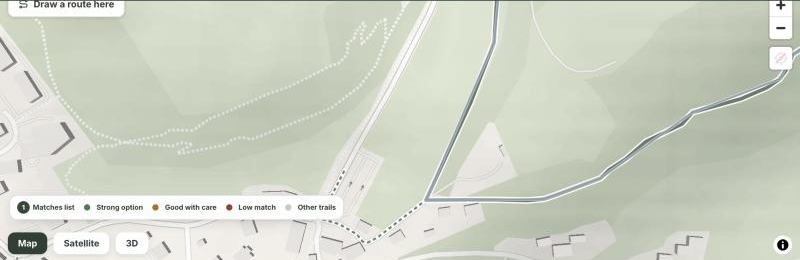 Draw a route here
1 Matches list Strong option Good with care Low match Other trails
Map Satellite 3D